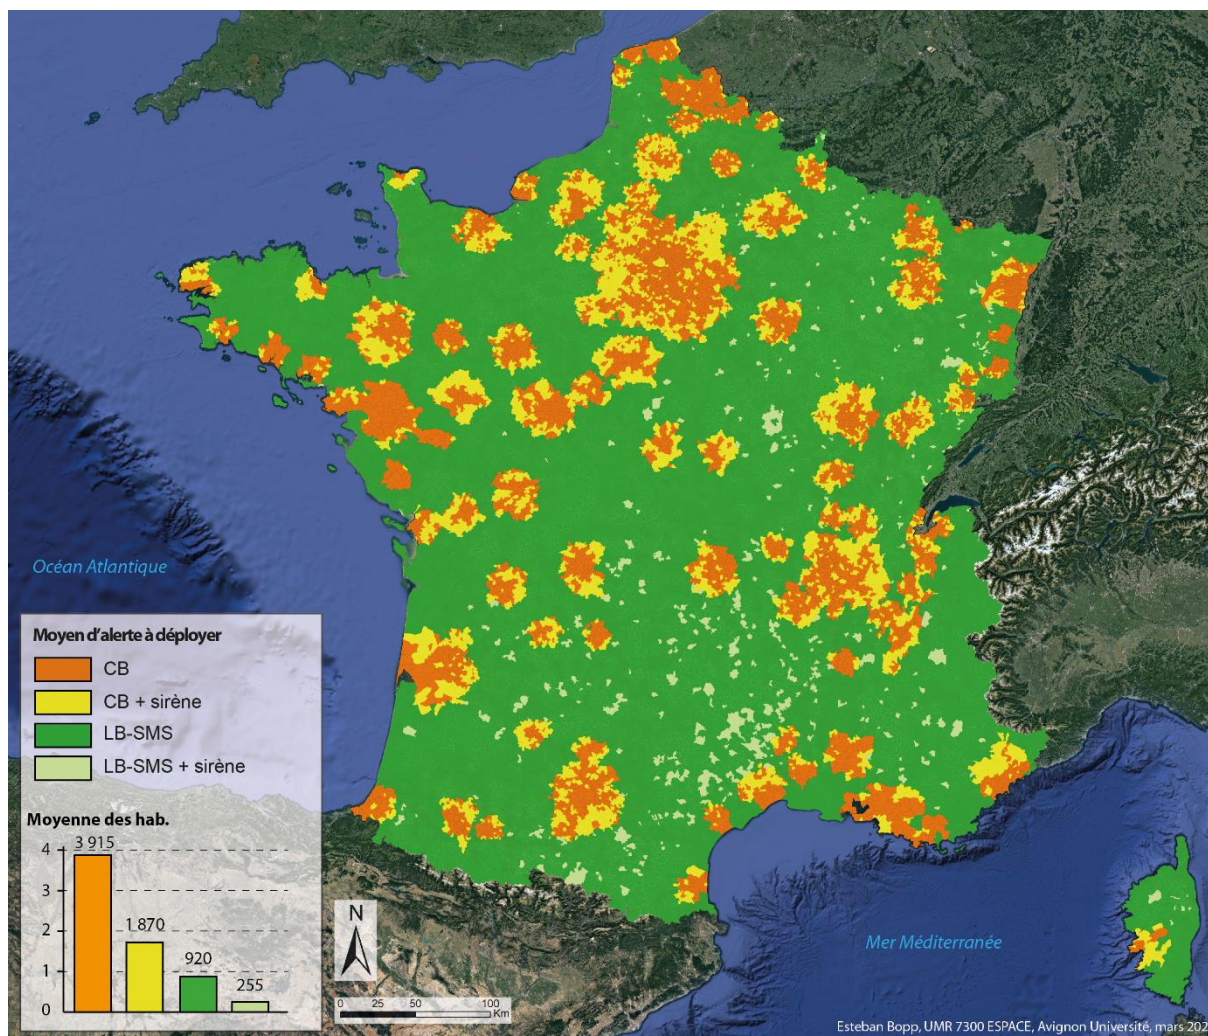 Océan Atlantique
Moyen d'alerte à déployer
CB
CB + sirène
LB-SMS
LB-SMS + sirène
Moyenne des hab.
4
3 915
3
2
1 870
920
1
255
0
N
0 25 50 100
Km
Mer Méditerranée
Esteban Bopp, UMR 7300 ESPACE, Avignon Université, mars 202